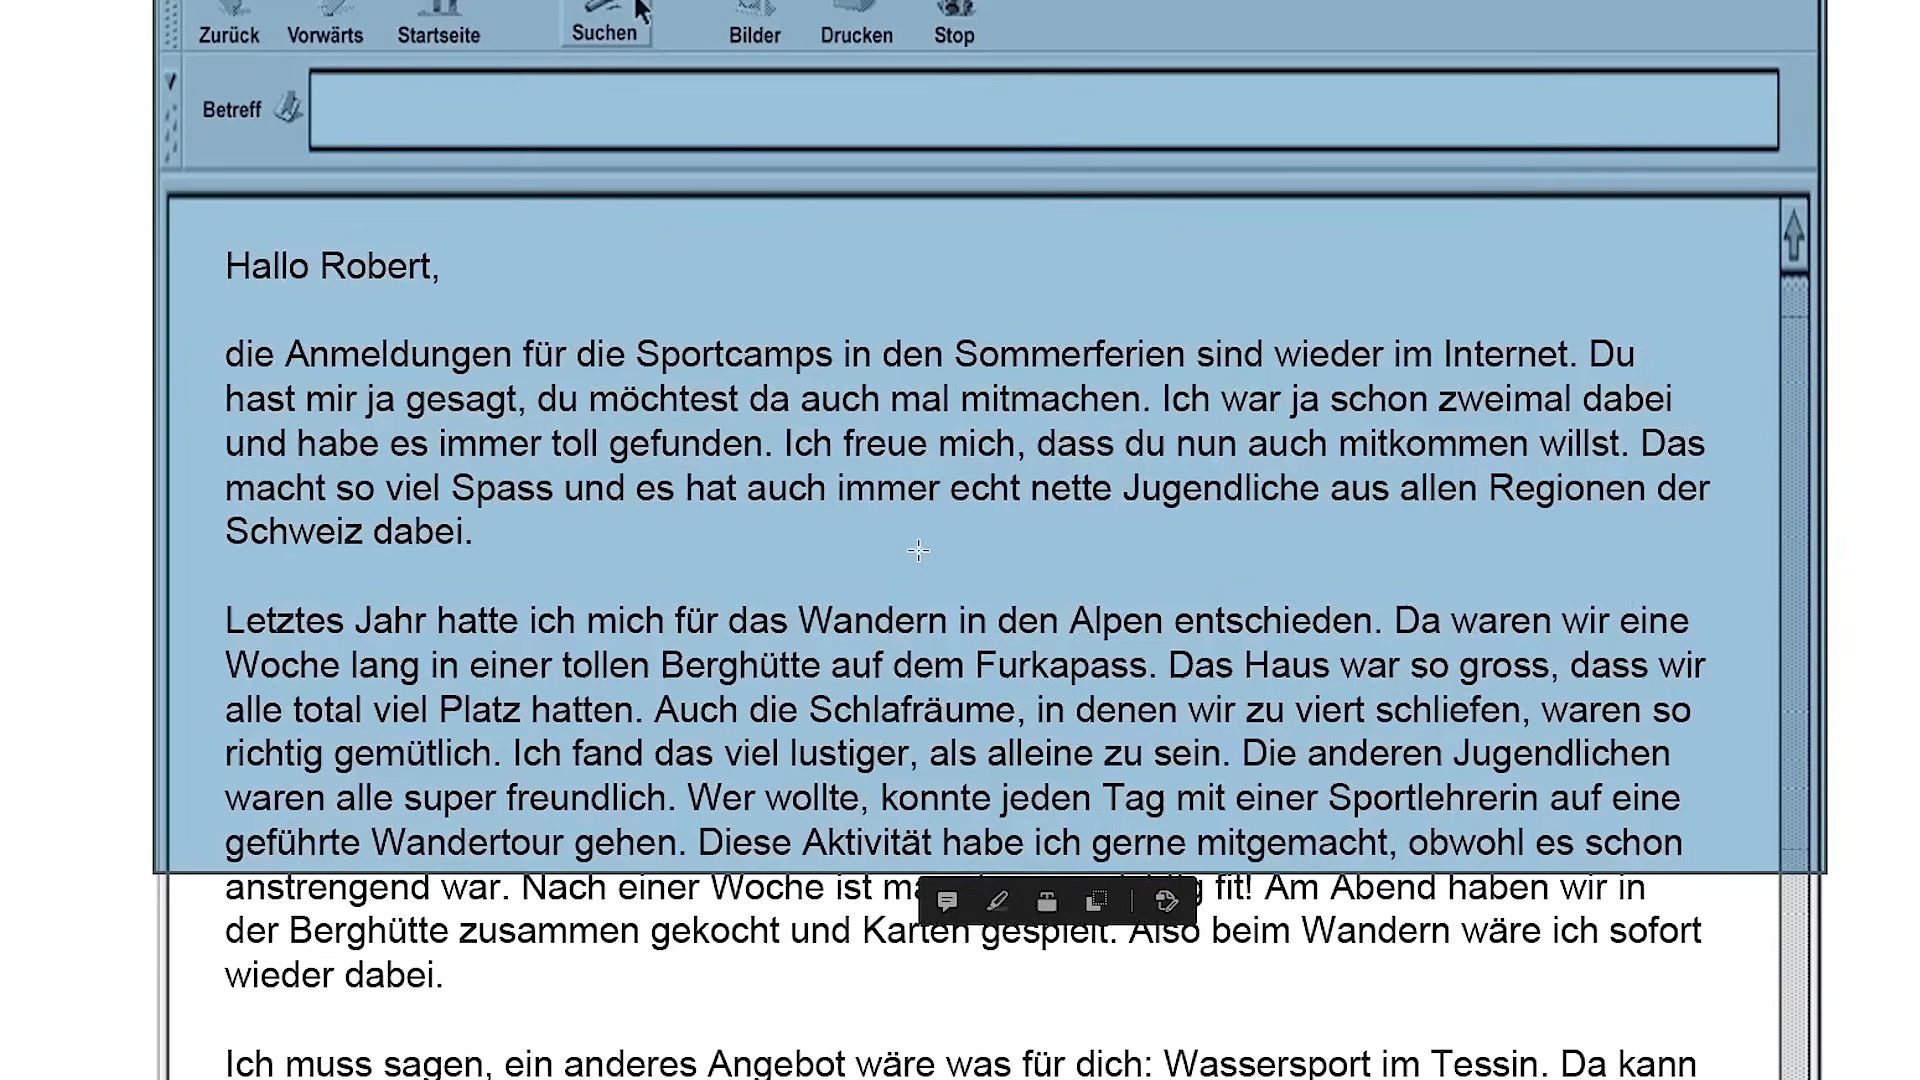 Zurück Vorwärts Startseite Suchen Bilder Drucken Stop
Betreff
Hallo Robert,
die Anmeldungen für die Sportcamps in den Sommerferien sind wieder im Internet. Du
hast mir ja gesagt, du möchtest da auch mal mitmachen. Ich war ja schon zweimal dabei
und habe es immer toll gefunden. Ich freue mich, dass du nun auch mitkommen willst. Das
macht so viel Spass und es hat auch immer echt nette Jugendliche aus allen Regionen der
Schweiz dabei.
Letztes Jahr hatte ich mich für das Wandern in den Alpen entschieden. Da waren wir eine
Woche lang in einer tollen Berghütte auf dem Furkapass. Das Haus war so gross, dass wir
alle total viel Platz hatten. Auch die Schlafräume, in denen wir zu viert schliefen, waren so
richtig gemütlich. Ich fand das viel lustiger, als alleine zu sein. Die anderen Jugendlichen
waren alle super freundlich. Wer wollte, konnte jeden Tag mit einer Sportlehrerin auf eine
geführte Wandertour gehen. Diese Aktivität habe ich gerne mitgemacht, obwohl es schon
anstrengend war. Nach einer Woche ist fit! Am Abend haben wir in
der Berghütte zusammen gekocht und Karten gespielt. Also beim Wandern wäre ich sofort
wieder dabei.
Ich muss sagen, ein anderes Angebot wäre was für dich: Wassersport im Tessin. Da kann